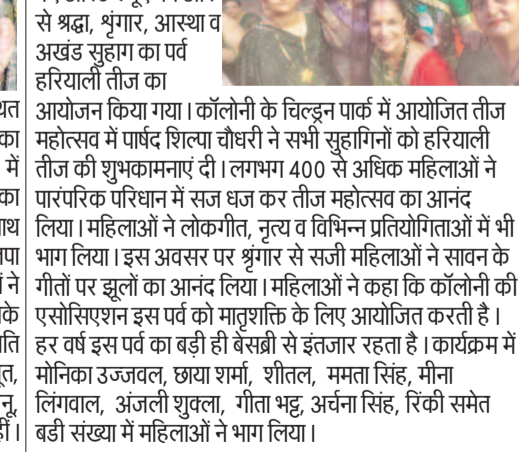 से श्रद्धा, श्रृंगार, आस्था व
अखंड सुहाग का पर्व
हरियाली तीज का
आयोजन किया गया। कॉलोनी के चिल्ड्रन पार्क में आयोजित तीज
महोत्सव में पार्षद शिल्पा चौधरी ने सभी सुहागिनों को हरियाली
तीज की शुभकामनाएं दी। लगभग 400 से अधिक महिलाओं ने
पारंपरिक परिधान में सज धज कर तीज महोत्सव का आनंद
लिया। महिलाओं ने लोकगीत, नृत्य व विभिन्न प्रतियोगिताओं में भी
भाग लिया। इस अवसर पर श्रृंगार से सजी महिलाओं ने सावन के
गीतों पर झूलों का आनंद लिया। महिलाओं ने कहा कि कॉलोनी की
एसोसिएशन इस पर्व को मातृशक्ति के लिए आयोजित करती है।
हर वर्ष इस पर्व का बड़ी ही बेसब्री से इंतजार रहता है। कार्यक्रम में
मोनिका उज्जवल, छाया शर्मा, शीतल, ममता सिंह, मीना
लिंगवाल, अंजली शुक्ला, गीता भट्ट, अर्चना सिंह, रिंकी समेत
बडी संख्या में महिलाओं ने भाग लिया।